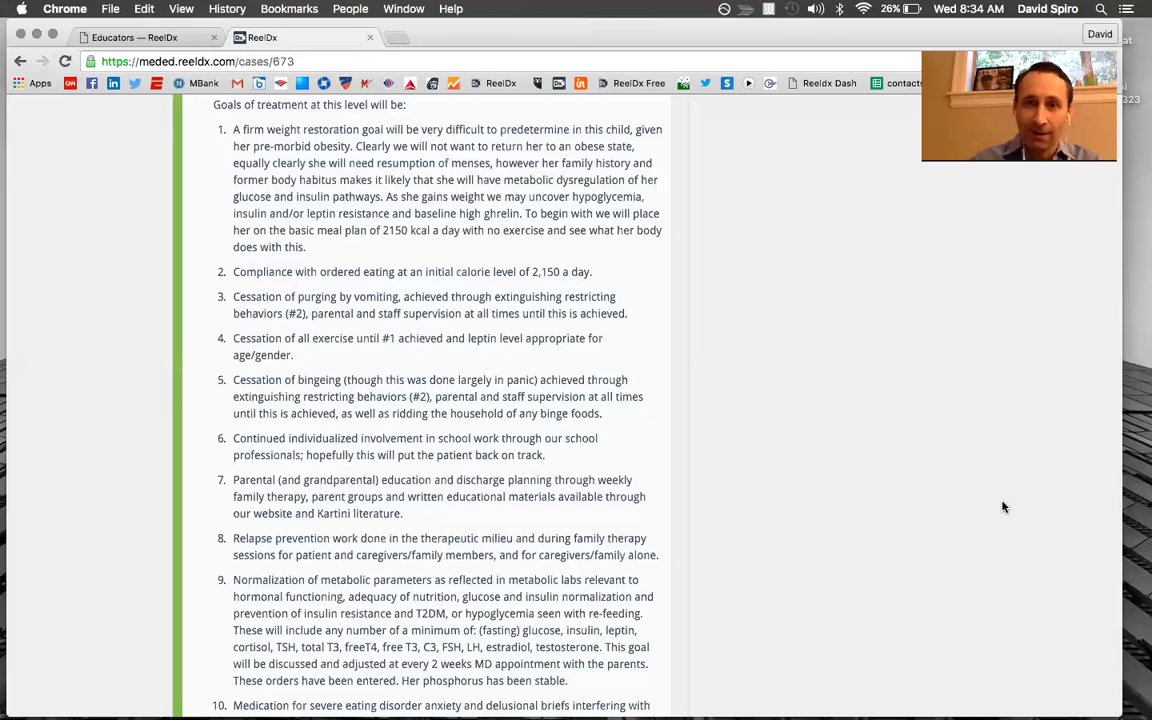 Chrome File Edit View History Bookmarks People Window Help 26% Wed 8:34 AM David Spiro
Educators — ReelDx
ReelDx
David
https://meded.reeldx.com/cases/673
Apps MBank ReelDx ReelDx Free Reeldx Dash contacts
Goals of treatment at this level will be:
1. A firm weight restoration goal will be very difficult to predetermine in this child, given
her pre-morbid obesity. Clearly we will not want to return her to an obese state,
equally clearly she will need resumption of menses, however her family history and
former body habitus makes it likely that she will have metabolic dysregulation of her
glucose and insulin pathways. As she gains weight we may uncover hypoglycemia,
insulin and/or leptin resistance and baseline high ghrelin. To begin with we will place
her on the basic meal plan of 2150 kcal a day with no exercise and see what her body
does with this.
2. Compliance with ordered eating at an initial calorie level of 2,150 a day.
3. Cessation of purging by vomiting, achieved through extinguishing restricting
behaviors (#2), parental and staff supervision at all times until this is achieved.
4. Cessation of all exercise until #1 achieved and leptin level appropriate for
age/gender.
5. Cessation of bingeing (though this was done largely in panic) achieved through
extinguishing restricting behaviors (#2), parental and staff supervision at all times
until this is achieved, as well as ridding the household of any binge foods.
6. Continued individualized involvement in school work through our school
professionals; hopefully this will put the patient back on track.
7. Parental (and grandparental) education and discharge planning through weekly
family therapy, parent groups and written educational materials available through
our website and Kartini literature.
8. Relapse prevention work done in the therapeutic milieu and during family therapy
sessions for patient and caregivers/family members, and for caregivers/family alone.
9. Normalization of metabolic parameters as reflected in metabolic labs relevant to
hormonal functioning, adequacy of nutrition, glucose and insulin normalization and
prevention of insulin resistance and T2DM, or hypoglycemia seen with re-feeding.
These will include any number of a minimum of: (fasting) glucose, insulin, leptin,
cortisol, TSH, total T3, freeT4, free T3, C3, FSH, LH, estradiol, testosterone. This goal
will be discussed and adjusted at every 2 weeks MD appointment with the parents.
These orders have been entered. Her phosphorus has been stable.
10. Medication for severe eating disorder anxiety and delusional briefs interfering with